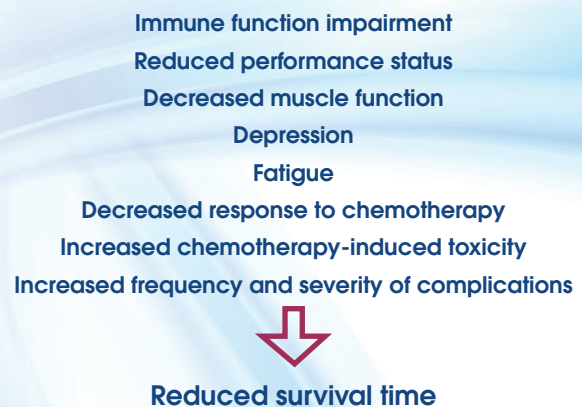 Immune function impairment
Reduced performance status
Decreased muscle function
Depression
Fatigue
Decreased response to chemotherapy
Increased chemotherapy-induced toxicity
Increased frequency and severity of complications
Reduced survival time